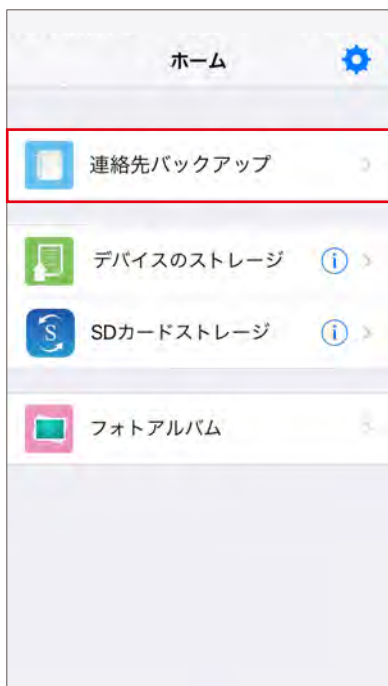 ホーム
連絡先バックアップ
デバイスのストレージ
SDカードストレージ
フォトアルバム